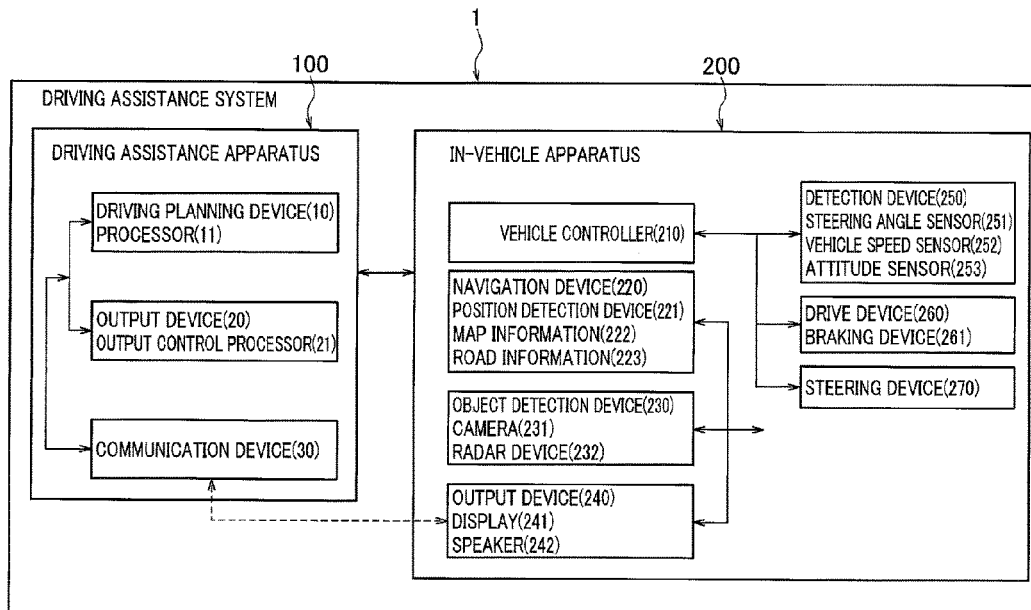 1
100
200
DRIVING ASSISTANCE SYSTEM
DRIVING ASSISTANCE APPARATUS
DRIVING PLANNING DEVICE(10)
PROCESSOR(11)
OUTPUT DEVICE(20)
OUTPUT CONTROL PROCESSOR(21)
COMMUNICATION DEVICE(30)
IN-VEHICLE APPARATUS
VEHICLE CONTROLLER(210)
NAVIGATION DEVICE(220)
POSITION DETECTION DEVICE(221)
MAP INFORMATION(222)
ROAD INFORMATION(223)
OBJECT DETECTION DEVICE(230)
CAMERA(231)
RADAR DEVICE(232)
OUTPUT DEVICE(240)
DISPLAY(241)
SPEAKER(242)
DETECTION DEVICE(250)
STEERING ANGLE SENSOR(251)
VEHICLE SPEED SENSOR(252)
ATTITUDE SENSOR(253)
DRIVE DEVICE(260)
BRAKING DEVICE(261)
STEERING DEVICE(270)